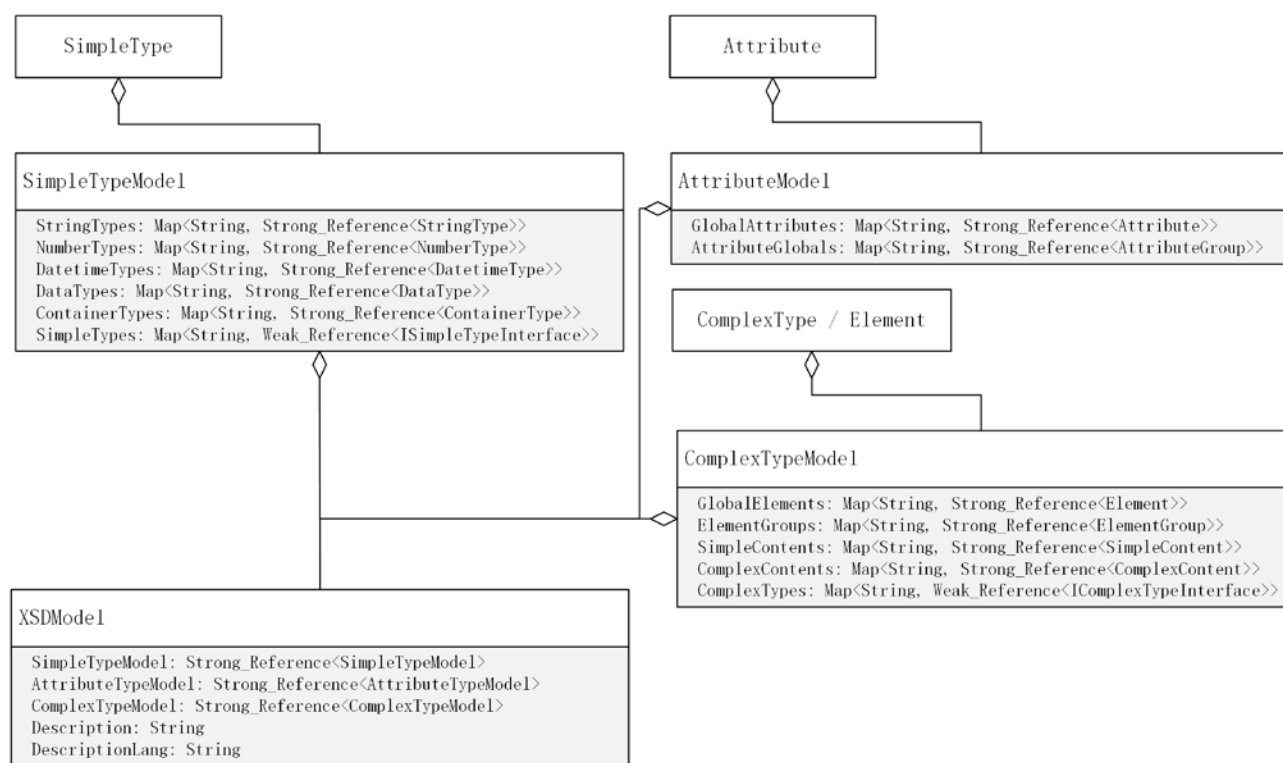 SimpleType
Attribute
SimpleTypeModel
StringTypes: Map<String, Strong_Reference<StringType>>
NumberTypes: Map<String, Strong_Reference<NumberType>>
DatetimeTypes: Map<String, Strong_Reference<DatetimeType>>
DataTypes: Map<String, Strong_Reference<DataType>>
ContainerTypes: Map<String, Strong_Reference<ContainerType>>
SimpleTypes: Map<String, Weak_Reference<ISimpleTypeInterface>>
AttributeModel
GlobalAttributes: Map<String, Strong_Reference<Attribute>>
AttributeGlobals: Map<String, Strong_Reference<AttributeGroup>>
ComplexType / Element
ComplexTypeModel
GlobalElements: Map<String, Strong_Reference<Element>>
ElementGroups: Map<String, Strong_Reference<ElementGroup>>
SimpleContents: Map<String, Strong_Reference<SimpleContent>>
ComplexContents: Map<String, Strong_Reference<ComplexContent>>
ComplexTypes: Map<String, Weak_Reference<IComplexTypeInterface>>
XSDModel
SimpleTypeModel: Strong_Reference<SimpleTypeModel>
AttributeTypeModel: Strong_Reference<AttributeTypeModel>
ComplexTypeModel: Strong_Reference<ComplexTypeModel>
Description: String
DescriptionLang: String